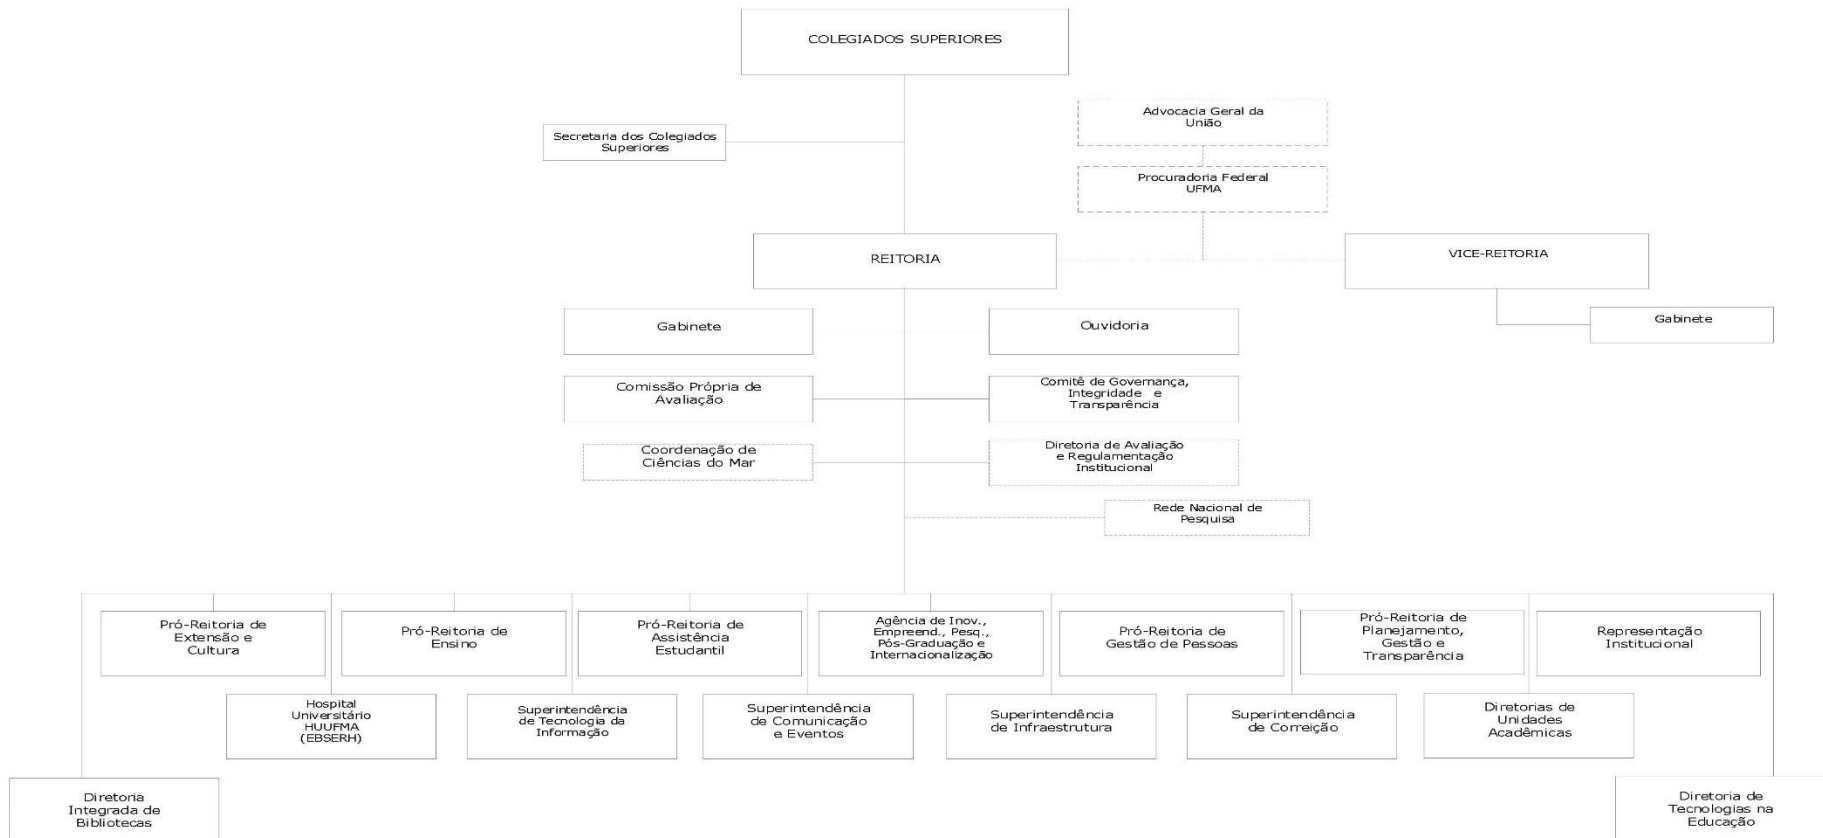 COLEGIADOS SUPERIORES
Advocacia Geral da
União
Secretaria dos Colegiados
Superiores
Procuradoria Federal
UFMA
REITORIA
VICE-REITORIA
Gabinete
Ouvidoria
Gabinete
Comissão Própria de
Avaliação
Comitê de Governança,
Integridade e
Transparência
Coordenação de
Ciências do Mar
Diretoria de Avaliação
e Regulamentação
Institucional
Rede Nacional de
Pesquisa
Pró-Reitoria de
Extensão e
Cultura
Pró-Reitoria de
Ensino
Pró-Reitoria de
Assistência
Estudantil
Agência de Inov.,
Empreend., Pesq.,
Pós-Graduação e
Internacionalização
Pró-Reitoria de
Gestão de Pessoas
Pró-Reitoria de
Planejamento,
Gestão e
Transparência
Representação
Institucional
Hospital
Universitário
HUUFMA
(EBSERH)
Superintendência
de Tecnologia da
Informação
Superintendência
de Comunicação
e Eventos
Superintendência
de Infraestrutura
Superintendência
de Correição
Diretorias de
Unidades
Acadêmicas
Diretoria
Integrada de
Bibliotecas
Diretoria de
Tecnologias na
Educação